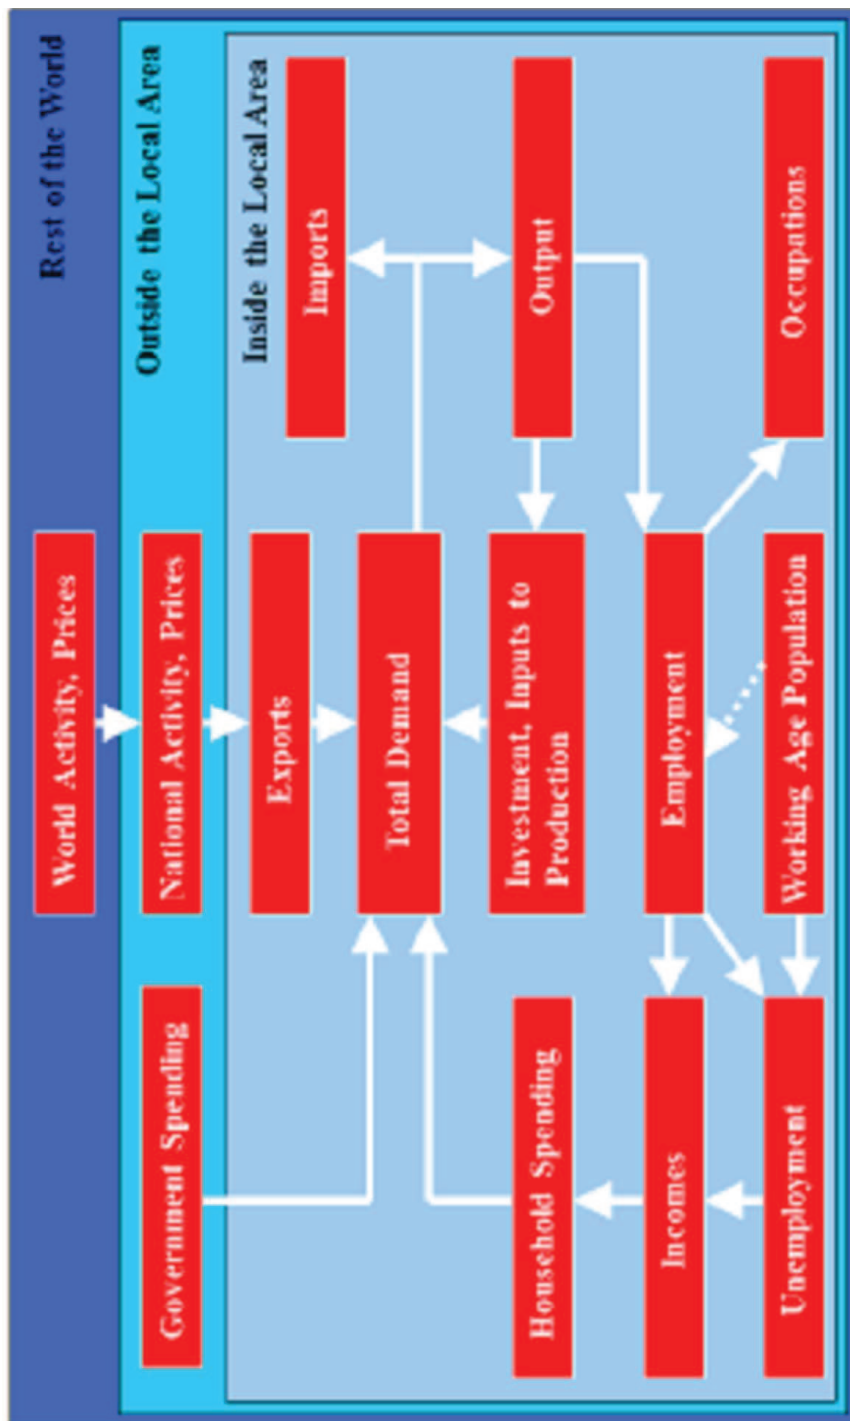 Rest of the World
Outside the Local Area
Inside the Local Area
World Activity, Prices
Government Spending
National Activity, Prices
Exports
Imports
Total Demand
Household Spending
Investment, Inputs to
Production
Output
Incomes
Employment
Unemployment
Working Age Population
Occupations